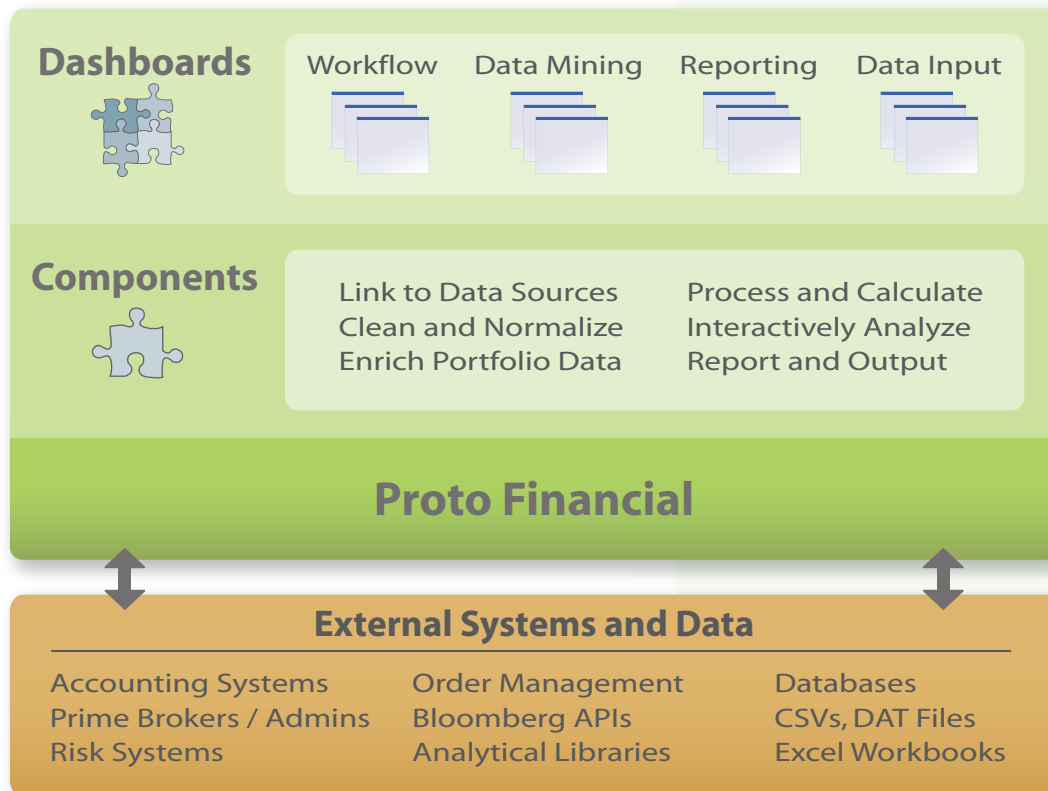 Dashboards
Workflow Data Mining Reporting Data Input
Components
Link to Data Sources
Clean and Normalize
Enrich Portfolio Data
Process and Calculate
Interactively Analyze
Report and Output
Proto Financial
External Systems and Data
Accounting Systems
Prime Brokers / Admins
Risk Systems
Order Management
Bloomberg APIs
Analytical Libraries
Databases
CSVs, DAT Files
Excel Workbooks